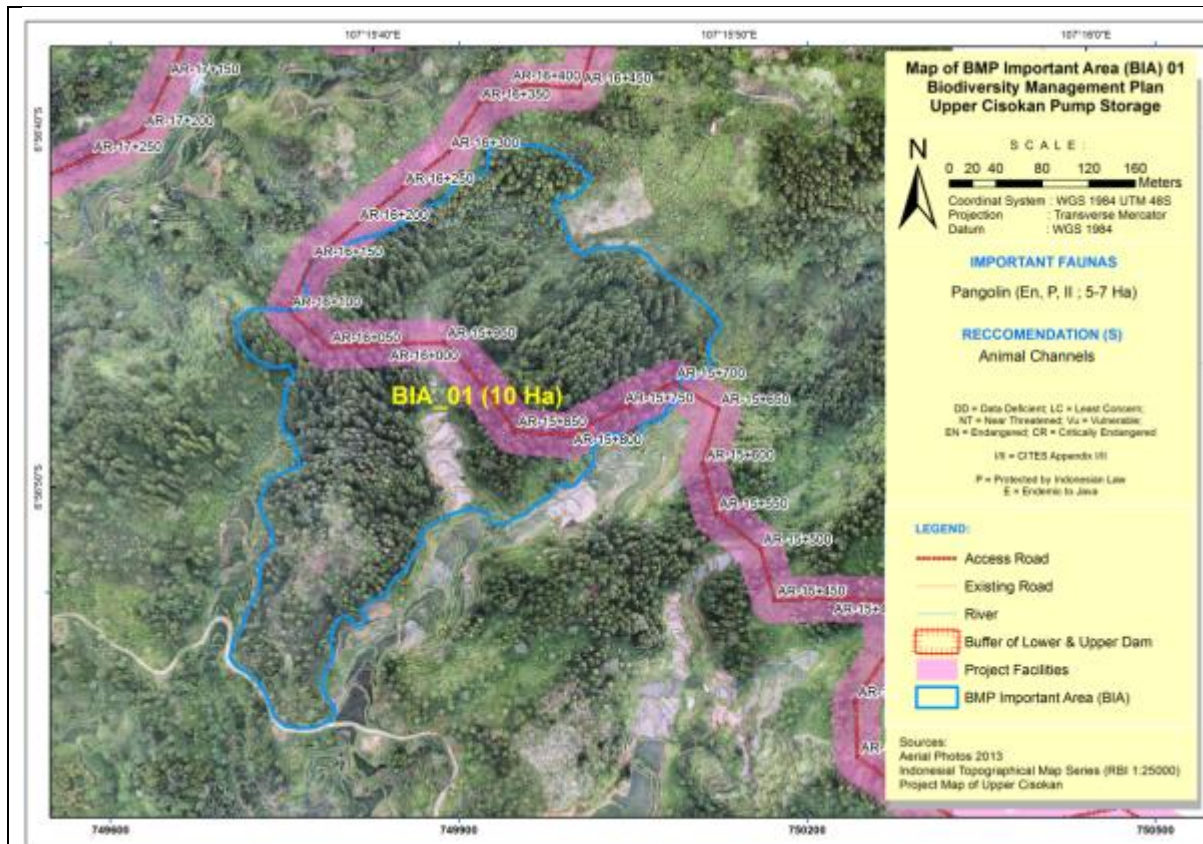 107°15'40"E
107°15'50"E
107°16'0"E
6°56'40"S
6°56'50"S
749600
749900
750200
750500
AR-17+150
AR-17+200
AR-17+250
AR-16+450
AR-16+400
AR-16+350
AR-16+300
AR-16+250
AR-16+200
AR-16+150
AR-16+100
AR-16+050
AR-16+000
AR-15+950
BIA_01 (10 Ha)
AR-15+850
AR-15+800
AR-15+750
AR-15+700
AR-15+650
AR-15+600
AR-15+550
AR-15+500
AR-15+450
Map of BMP Important Area (BIA) 01
Biodiversity Management Plan
Upper Cisokan Pump Storage
N
S C A L E :
0 20 40 80 120 160
Meters
Coordinat System : WGS 1984 UTM 48S
Projection : Transverse Mercator
Datum : WGS 1984
IMPORTANT FAUNAS
Pangolin (En, P, II ; 5-7 Ha)
RECCOMENDATION (S)
Animal Channels
DD = Data Deficient; LC = Least Concern;
NT = Near Threatened; Vu = Vulnerable;
EN = Endangered; CR = Critically Endangered
I/II = CITES Appendix I/II
P = Protected by Indonesian Law
E = Endemic to Java
LEGEND:
Access Road
Existing Road
River
Buffer of Lower & Upper Dam
Project Facilities
BMP Important Area (BIA)
Sources:
Aerial Photos 2013
Indonesial Topographical Map Series (RBI 1:25000)
Project Map of Upper Cisokan